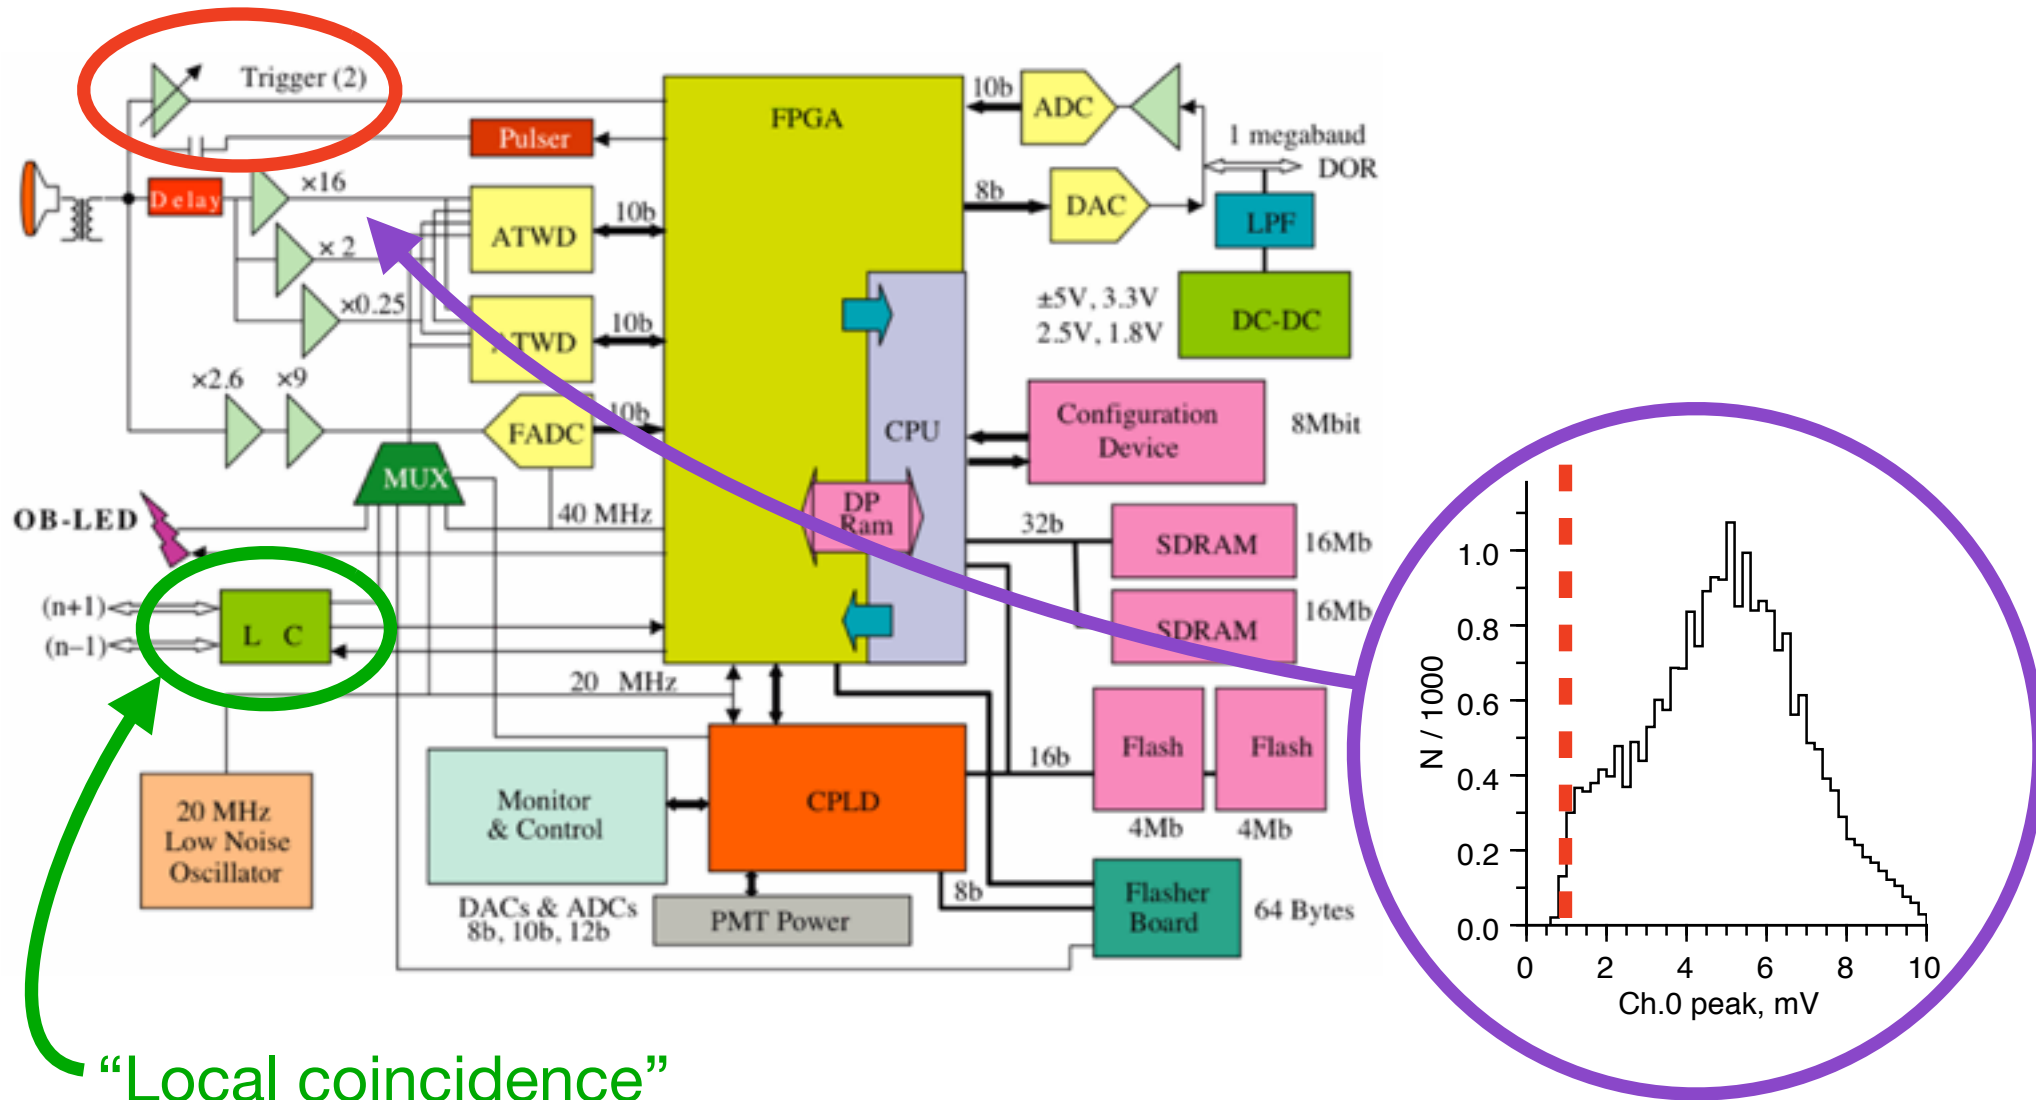 Trigger (2)
FPGA
10b
ADC
1 megabaud
DOR
Pulser
Delay
×16
ATWD
10b
8b
DAC
LPF
× 2
×0.25
ATWD
10b
±5V, 3.3V
2.5V, 1.8V
DC-DC
×2.6
×9
FADC
10b
CPU
Configuration
Device
8Mbit
MUX
OB-LED
40 MHz
DP
Ram
32b
SDRAM
16Mb
SDRAM
16Mb
(n+1)
(n–1)
L C
20 MHz
20 MHz
Low Noise
Oscillator
Monitor
& Control
DACs & ADCs
8b, 10b, 12b
CPLD
PMT Power
16b
Flash
Flash
4Mb
4Mb
8b
Flasher
Board
64 Bytes
N / 1000
1.0
0.8
0.6
0.4
0.2
0.0
0 2 4 6 8 10
Ch.0 peak, mV
“Local coincidence”